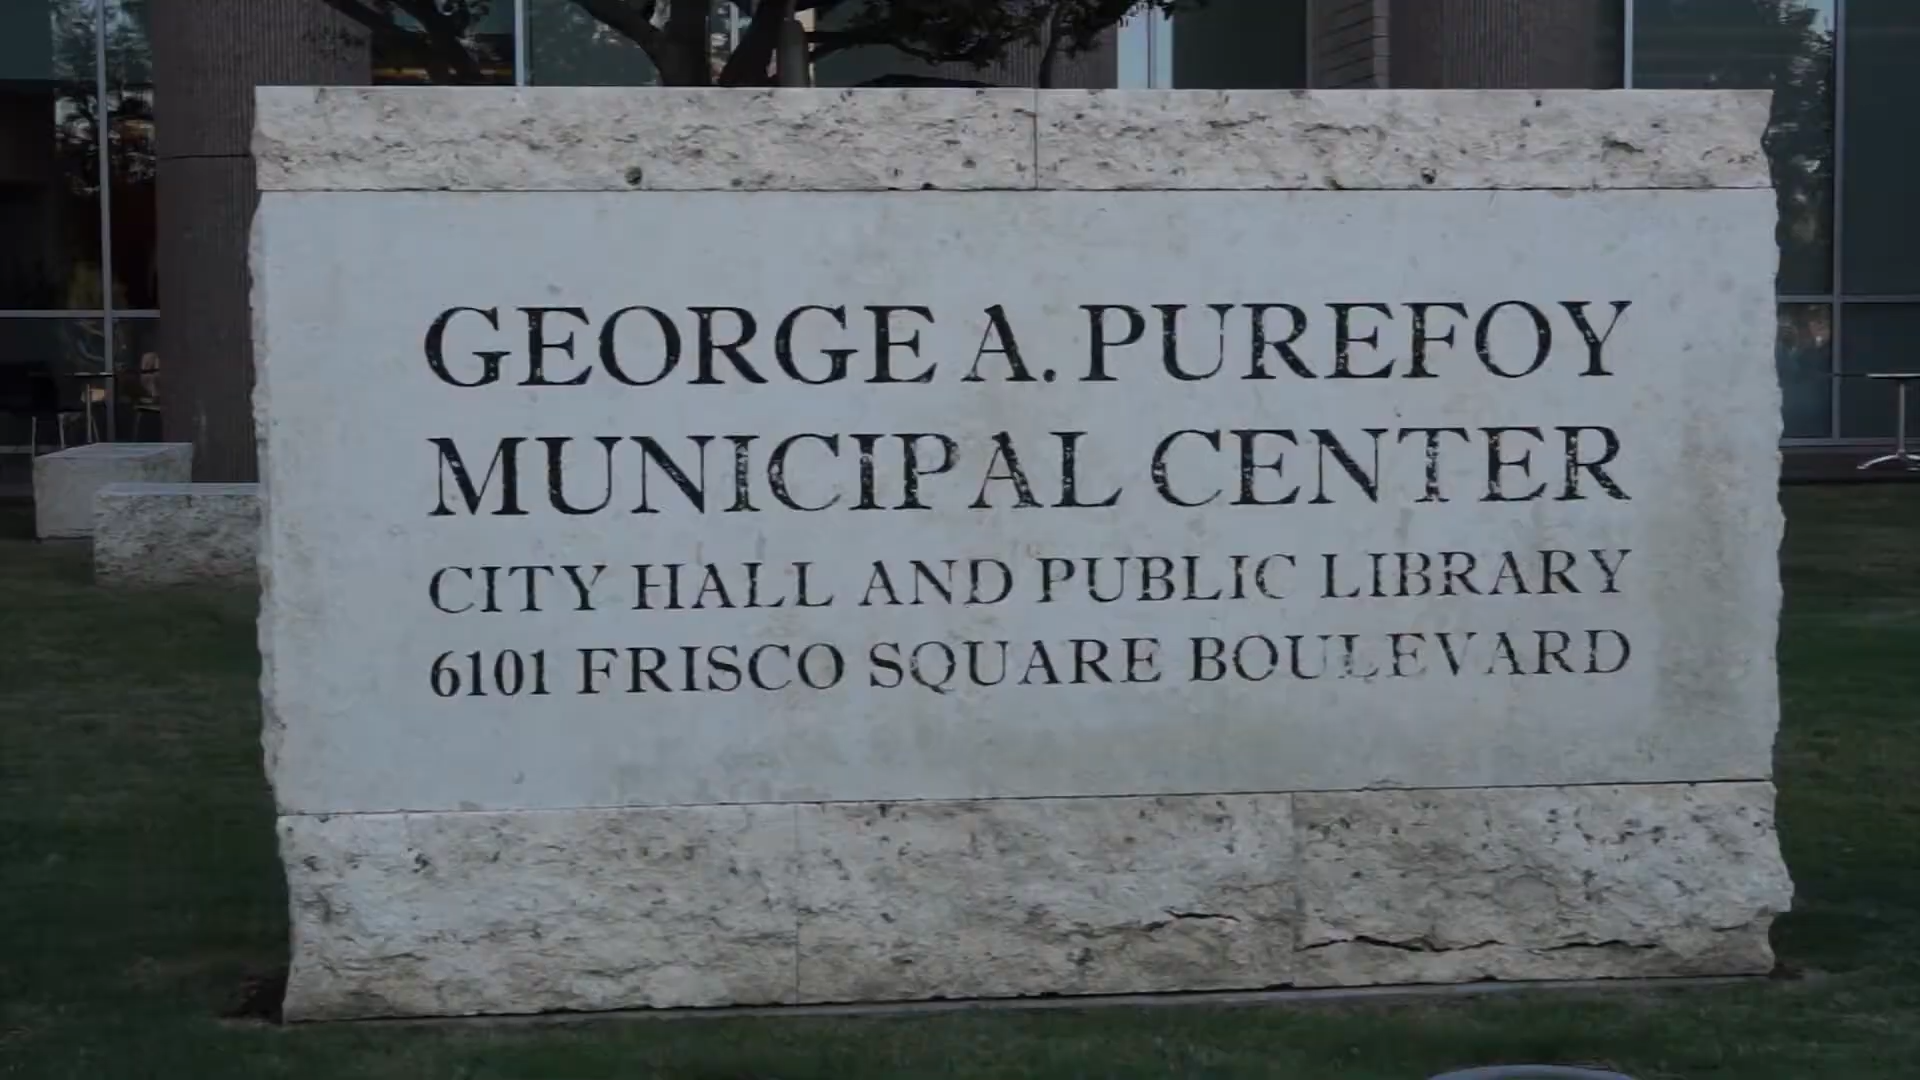 GEORGE A. PUREFOY
MUNICIPAL CENTER
CITY HALL AND PUBLIC LIBRARY
6101 FRISCO SQUARE BOULEVARD